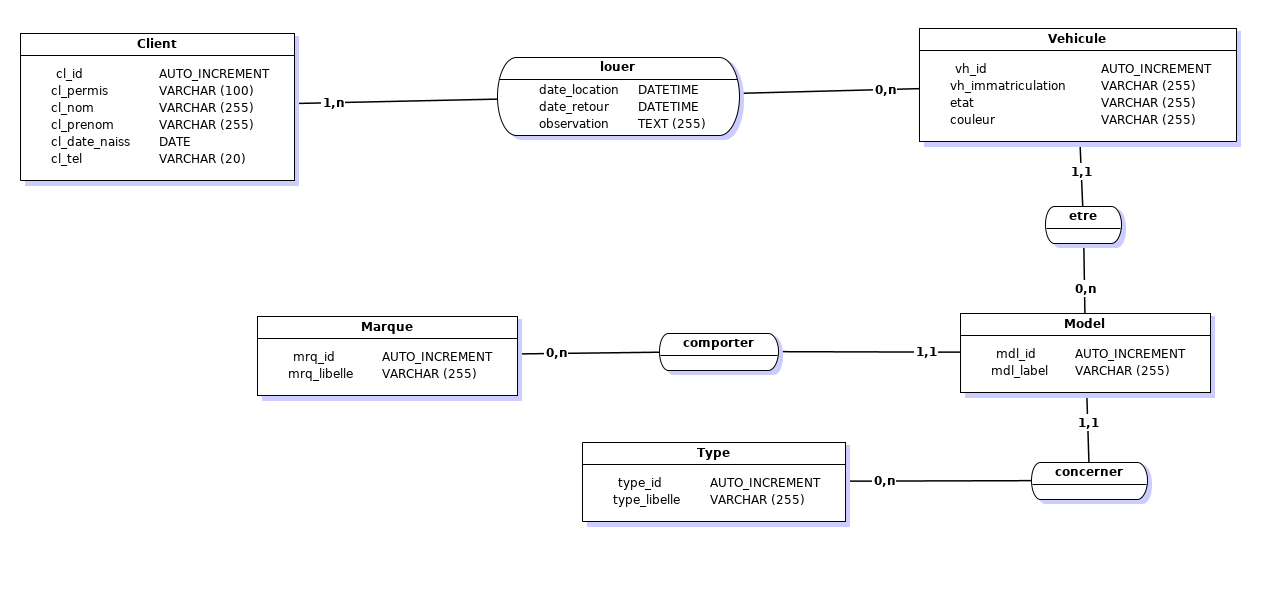 Client
cl_id AUTO_INCREMENT
cl_permis VARCHAR (100)
cl_nom VARCHAR (255)
cl_prenom VARCHAR (255)
cl_date_naiss DATE
cl_tel VARCHAR (20)
1,n
louer
date_location DATETIME
date_retour DATETIME
observation TEXT (255)
0,n
Vehicule
vh_id AUTO_INCREMENT
vh_immatriculation VARCHAR (255)
etat VARCHAR (255)
couleur VARCHAR (255)
1,1
etre
0,n
Marque
mrq_id AUTO_INCREMENT
mrq_libelle VARCHAR (255)
0,n
comporter
1,1
Model
mdl_id AUTO_INCREMENT
mdl_label VARCHAR (255)
1,1
Type
type_id AUTO_INCREMENT
type_libelle VARCHAR (255)
0,n
concerner